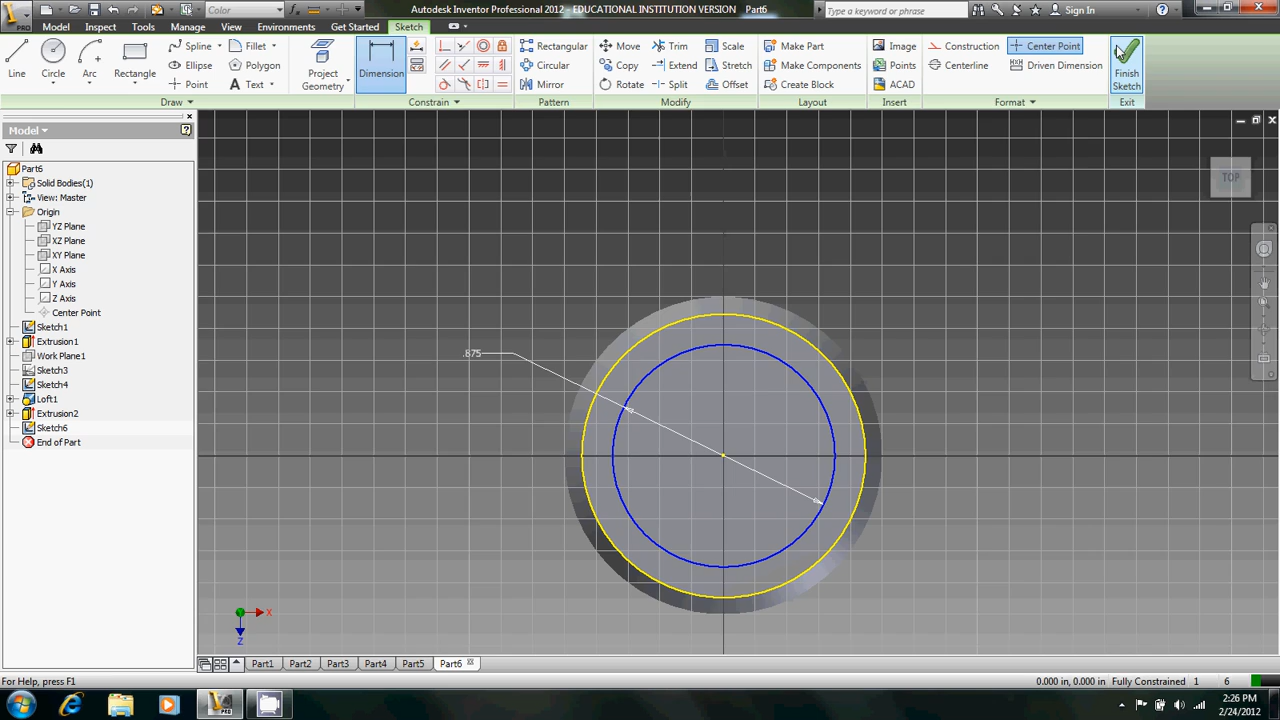 Color
Autodesk Inventor Professional 2012 - EDUCATIONAL INSTITUTION VERSION Part6
Type a keyword or phrase
Sign In
PRO
Model Inspect Tools Manage View Environments Get Started Sketch
Line Circle Arc Rectangle
Spline Fillet
Ellipse Polygon
Point Text
Project Geometry
Dimension
Rectangular
Circular
Mirror
Move Trim Scale
Copy Extend Stretch
Rotate Split Offset
Make Part
Make Components
Create Block
Image
Points
ACAD
Construction Center Point
Centerline Driven Dimension
Finish Sketch
Draw Constrain Pattern Modify Layout Insert Format Exit
Model
Part6
Solid Bodies(1)
View: Master
Origin
YZ Plane
XZ Plane
XY Plane
X Axis
Y Axis
Z Axis
Center Point
Sketch1
Extrusion1
Work Plane1
Sketch3
Sketch4
Loft1
Extrusion2
Sketch6
End of Part
TOP
.875
X
Z
Part1 Part2 Part3 Part4 Part5 Part6
For Help, press F1
0.000 in, 0.000 in Fully Constrained 1 6
2:26 PM
2/24/2012